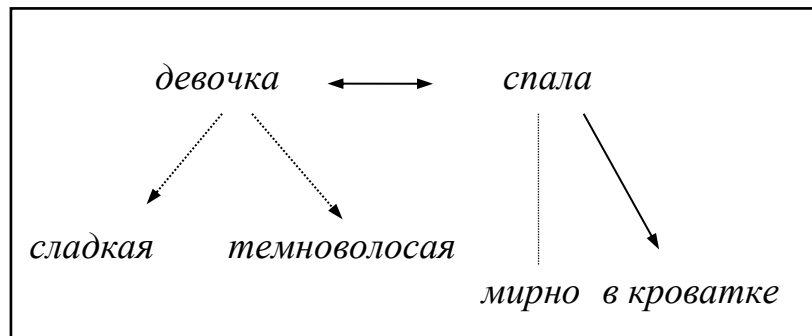 девочка спала
сладкая темноволосая
мирно в кроватке